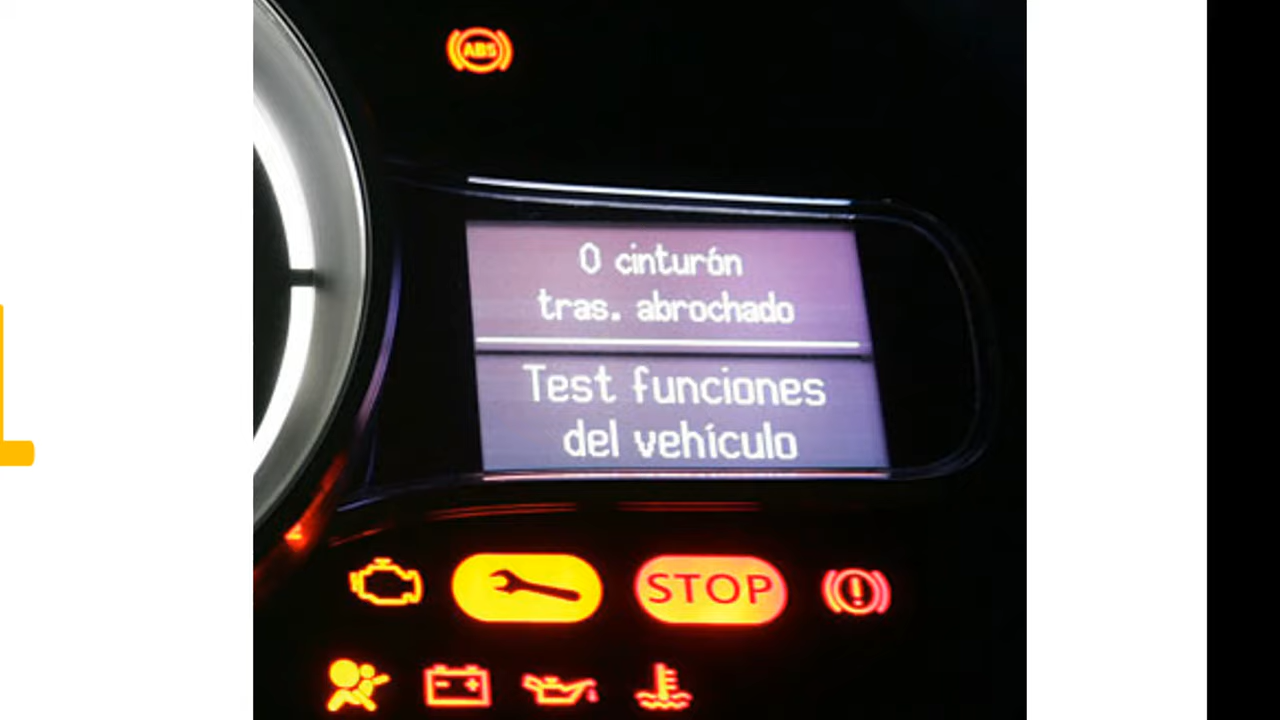 ABS
0 cinturón
tras. abrochado
Test funciones
del vehículo
STOP